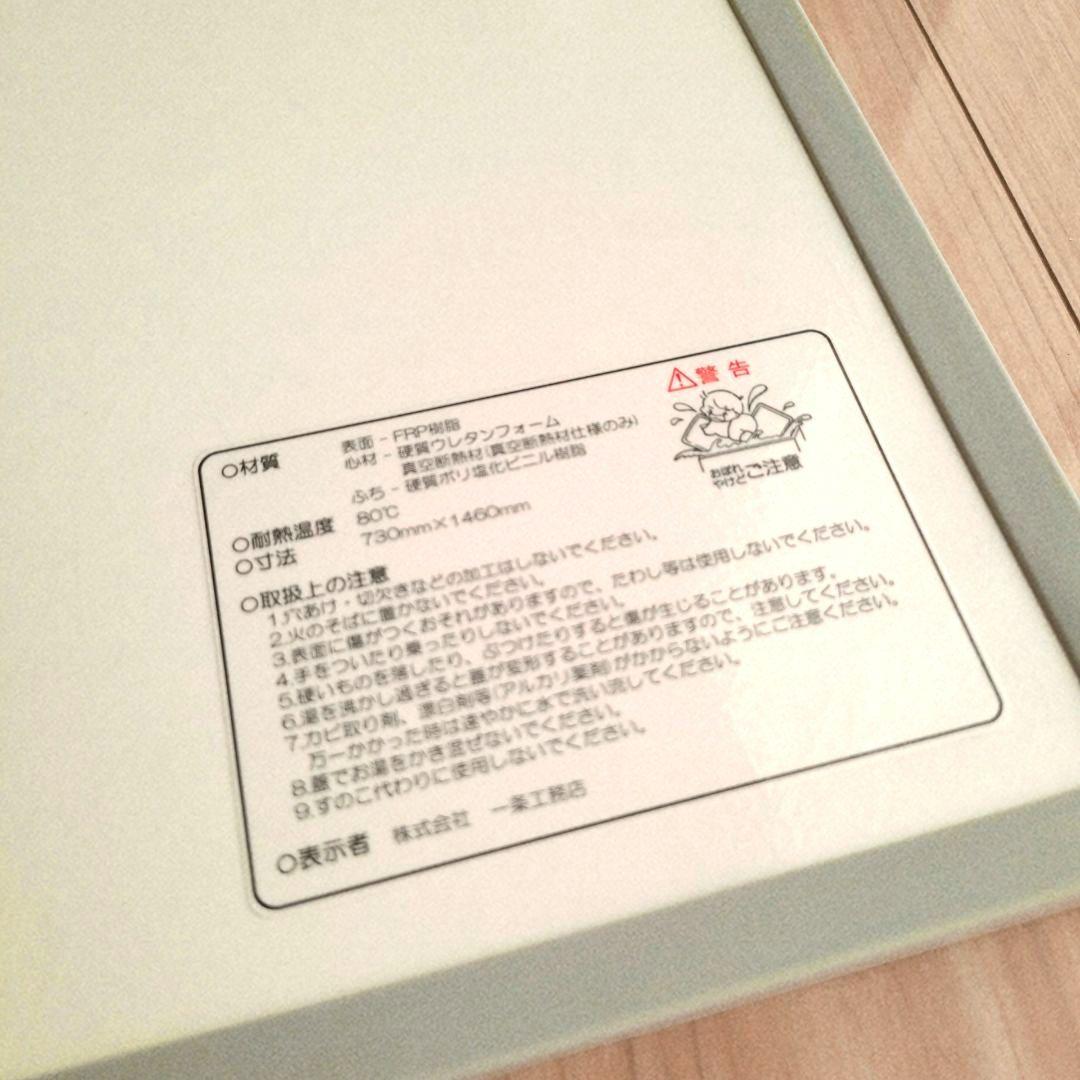 ○材質
表面 - FRP樹脂
心材 - 硬質ウレタンフォーム
真空断熱材(真空断熱材仕様のみ)
ふち - 硬質ポリ塩化ビニル樹脂
○耐熱温度 80℃
○寸法 730mm×1460mm
⚠警告
おぼれ
やけど ご注意
○取扱上の注意
1.穴あけ・切欠きなどの加工はしないでください。
2.火のそばに置かないでください。
3.表面に傷がつくおそれがありますので、たわし等は使用しないでください。
4.手をついたり乗ったりしないでください。
5.硬いものを落したり、ぶつけたりすると傷が生じることがあります。
6.湯を沸かし過ぎると蓋が変形することがありますので、注意してください。
7.カビ取り剤、漂白剤等(アルカリ薬剤)がかからないようにご注意ください。
万一かかった時は速やかに水で洗い流してください。
8.蓋でお湯をかき混ぜないでください。
9.すのこ代わりに使用しないでください。
○表示者 株式会社 一条工務店